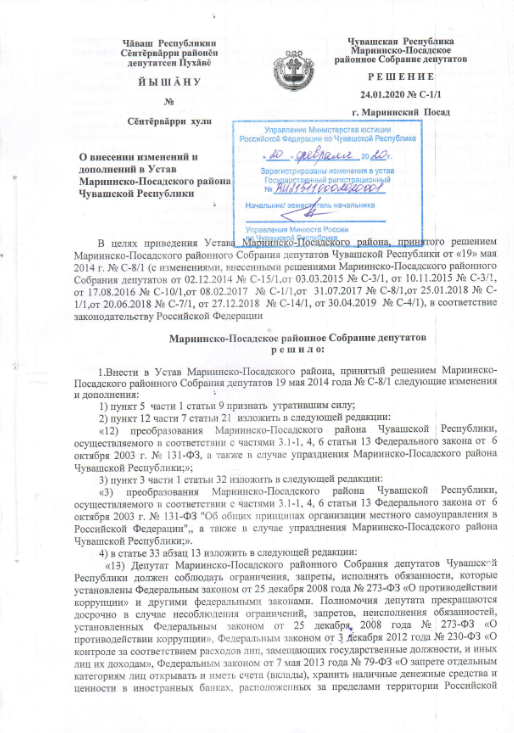 Чӑваш Республикин
Сӗнтӗрвӑрри районӗн
депутатсен Пухӑвӗ
Й Ы Ш Ӑ Н У
№
Сӗнтӗрвӑрри хули
Чувашская Республика
Мариинско-Посадское
районное Собрание депутатов
Р Е Ш Е Н И Е
24.01.2020 № С-1/1
г. Мариинский Посад
Управление Министерства юстиции
Российской Федерации по Чувашской Республике
«20» февраля 2020г.
Зарегистрированы изменения в устав
Государственный регистрационный
№
Начальник/ заместитель начальника
Управления Минюста России
по Чувашской Республике
О внесении изменений и
дополнений в Устав
Мариинско-Посадского района
Чувашской Республики
В целях приведения Устава Мариинско-Посадского района, принятого решением
Мариинско-Посадского районного Собрания депутатов Чувашской Республики от «19» мая
2014 г. № С-8/1 (с изменениями, внесенными решениями Мариинско-Посадского районного
Собрания депутатов от 02.12.2014 № С-15/1,от 03.03.2015 № С-3/1, от 10.11.2015 № С-3/1,
от 17.08.2016 № С-10/1,от 08.02.2017 № С-1/1,от 31.07.2017 № С-8/1,от 25.01.2018 № С-
1/1,от 20.06.2018 № С-7/1, от 27.12.2018 № С-14/1, от 30.04.2019 № С-4/1), в соответствие
законодательству Российской Федерации
Мариинско-Посадское районное Собрание депутатов
р е ш и л о:
1.Внести в Устав Мариинско-Посадского района, принятый решением Мариинско-
Посадского районного Собрания депутатов 19 мая 2014 года № С-8/1 следующие изменения
и дополнения:
1) пункт 5 части 1 статьи 9 признать утратившим силу;
2) пункт 12 части 7 статьи 21 изложить в следующей редакции:
«12) преобразования Мариинско-Посадского района Чувашской Республики,
осуществляемого в соответствии с частями 3.1-1, 4, 6 статьи 13 Федерального закона от 6
октября 2003 г. № 131-ФЗ, а также в случае упразднения Мариинско-Посадского района
Чувашской Республики;»;
3) пункт 3 части 1 статьи 32 изложить в следующей редакции:
«3) преобразования Мариинско-Посадского района Чувашской Республики,
осуществляемого в соответствии с частями 3.1-1, 4, 6 статьи 13 Федерального закона от 6
октября 2003 г. № 131-ФЗ "Об общих принципах организации местного самоуправления в
Российской Федерации",, а также в случае упразднения Мариинско-Посадского района
Чувашской Республики;».
4) в статье 33 абзац 13 изложить в следующей редакции:
«13) Депутат Мариинско-Посадского районного Собрания депутатов Чувашской
Республики должен соблюдать ограничения, запреты, исполнять обязанности, которые
установлены Федеральным законом от 25 декабря 2008 года № 273-ФЗ «О противодействии
коррупции» и другими федеральными законами. Полномочия депутата прекращаются
досрочно в случае несоблюдения ограничений, запретов, неисполнения обязанностей,
установленных Федеральным законом от 25 декабря 2008 года № 273-ФЗ «О
противодействии коррупции», Федеральным законом от 3 декабря 2012 года № 230-ФЗ «О
контроле за соответствием расходов лиц, замещающих государственные должности, и иных
лиц их доходам», Федеральным законом от 7 мая 2013 года № 79-ФЗ «О запрете отдельным
категориям лиц открывать и иметь счета (вклады), хранить наличные денежные средства и
ценности в иностранных банках, расположенных за пределами территории Российской